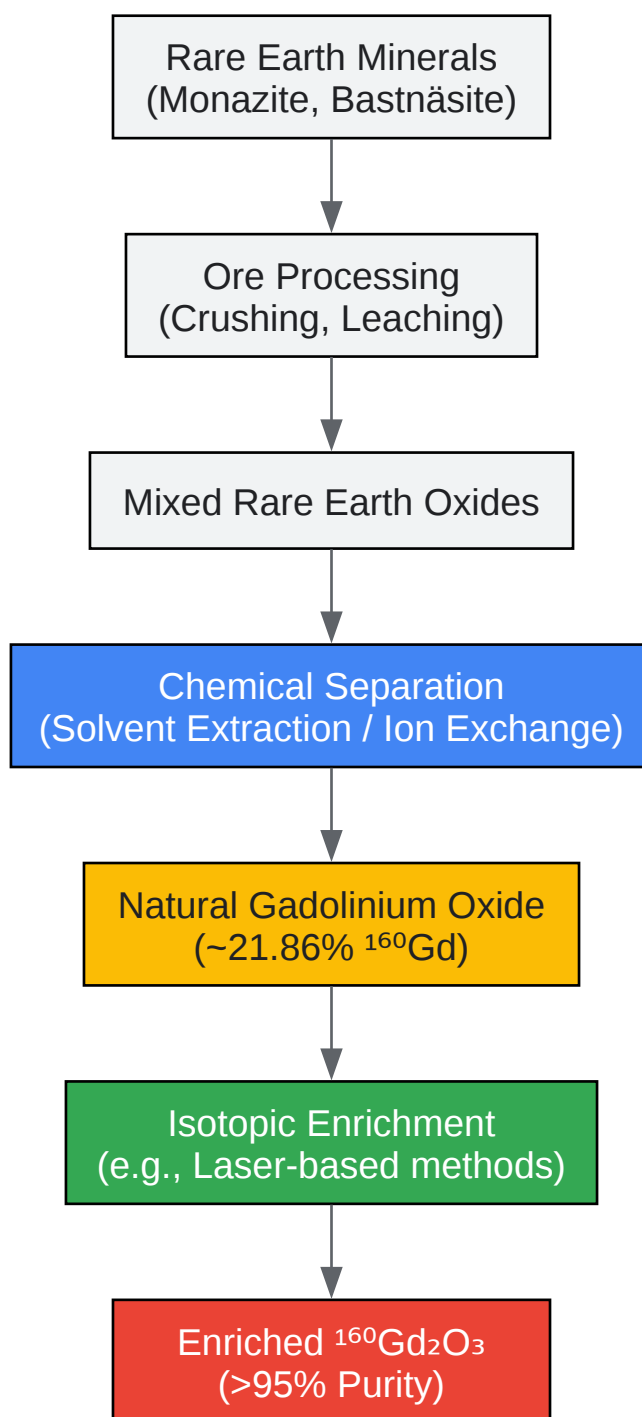 Rare Earth Minerals
(Monazite, Bastnäsite)
Ore Processing
(Crushing, Leaching)
Mixed Rare Earth Oxides
Chemical Separation
(Solvent Extraction / Ion Exchange)
Natural Gadolinium Oxide
(~21.86% ¹⁶⁰Gd)
Isotopic Enrichment
(e.g., Laser-based methods)
Enriched ¹⁶⁰Gd₂O₃
(>95% Purity)